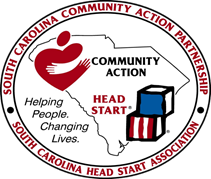 SOUTH CAROLINA COMMUNITY ACTION PARTNERSHIP
COMMUNITY
ACTION
HEAD
START®
Helping
People.
Changing
Lives.
SOUTH CAROLINA HEAD START ASSOCIATION